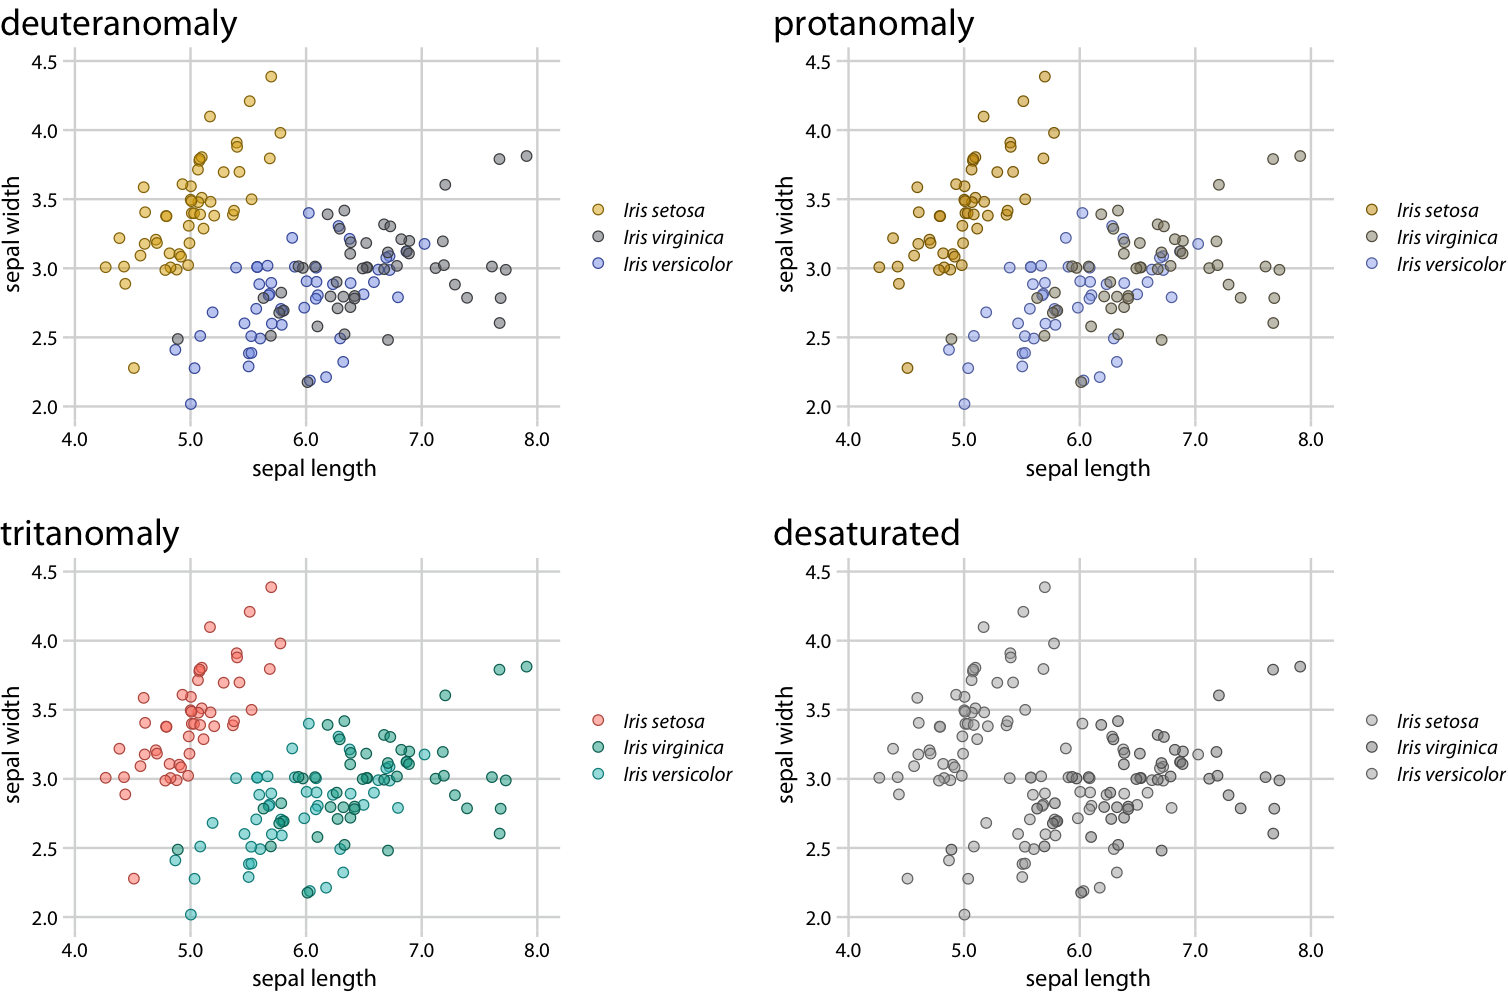 deuteranomaly
4.5
4.0
3.5
3.0
2.5
2.0
sepal width
4.0 5.0 6.0 7.0 8.0
sepal length
Iris setosa
Iris virginica
Iris versicolor
protanomaly
4.5
4.0
3.5
3.0
2.5
2.0
sepal width
4.0 5.0 6.0 7.0 8.0
sepal length
Iris setosa
Iris virginica
Iris versicolor
tritanomaly
4.5
4.0
3.5
3.0
2.5
2.0
sepal width
4.0 5.0 6.0 7.0 8.0
sepal length
Iris setosa
Iris virginica
Iris versicolor
desaturated
4.5
4.0
3.5
3.0
2.5
2.0
sepal width
4.0 5.0 6.0 7.0 8.0
sepal length
Iris setosa
Iris virginica
Iris versicolor